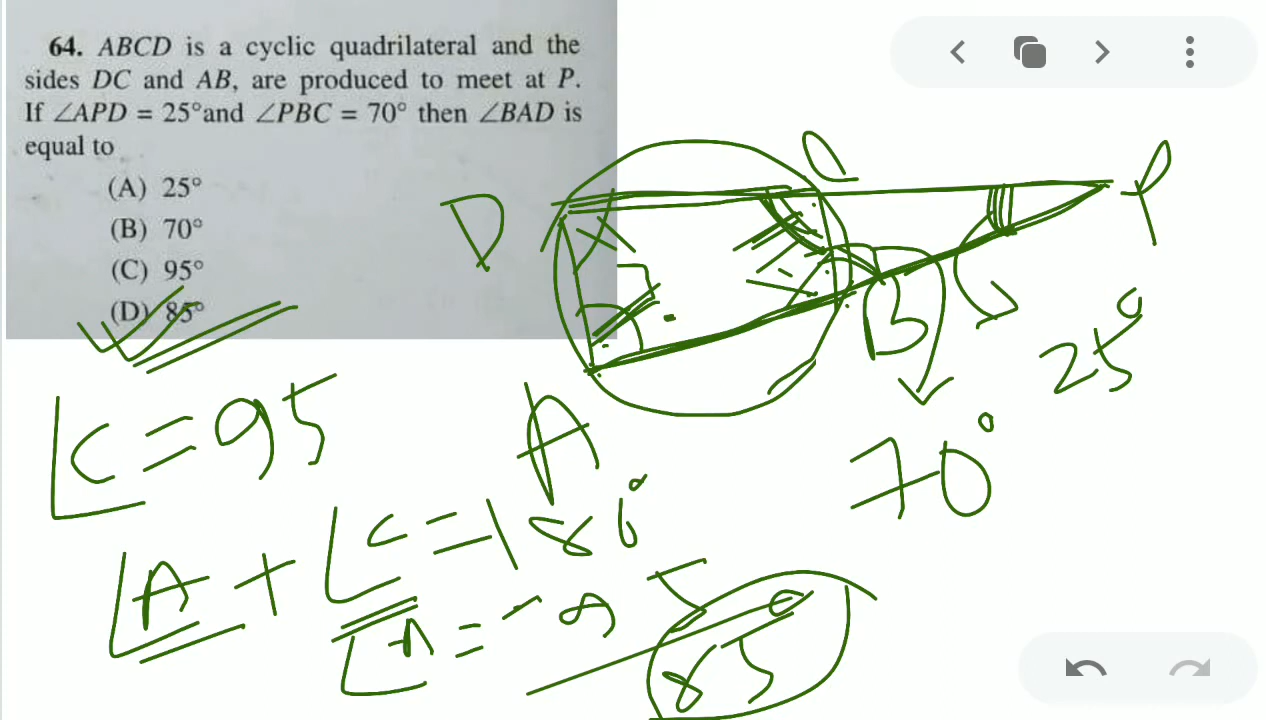 64. ABCD is a cyclic quadrilateral and the
sides DC and AB, are produced to meet at P.
If ∠APD = 25°and ∠PBC = 70° then ∠BAD is
equal to
(A) 25°
(B) 70°
(C) 95°
(D) 85°
D
C
P
B
A
25°
70°
∠C = 95
∠A + ∠C = 180°
∠A = - 95
85